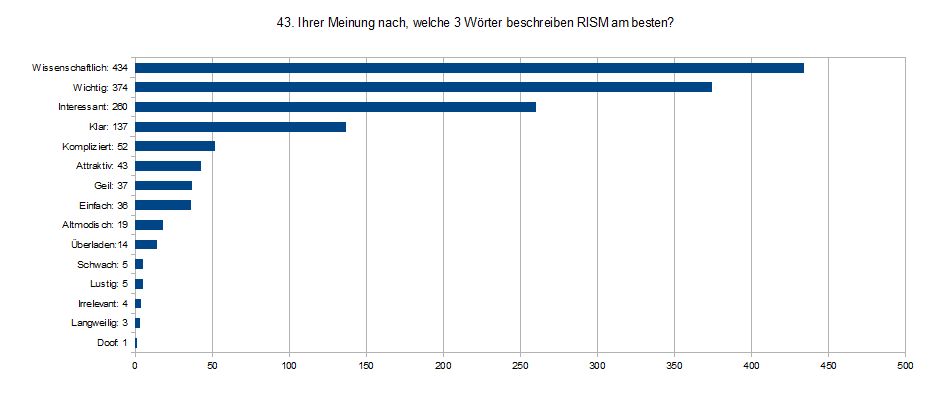 43. Ihrer Meinung nach, welche 3 Wörter beschreiben RISM am besten?
Wissenschaftlich: 434
Wichtig: 374
Interessant: 260
Klar: 137
Kompliziert: 52
Attraktiv: 43
Geil: 37
Einfach: 36
Altmodisch: 19
Überladen:14
Schwach: 5
Lustig: 5
Irrelevant: 4
Langweilig: 3
Doof: 1
0 50 100 150 200 250 300 350 400 450 500